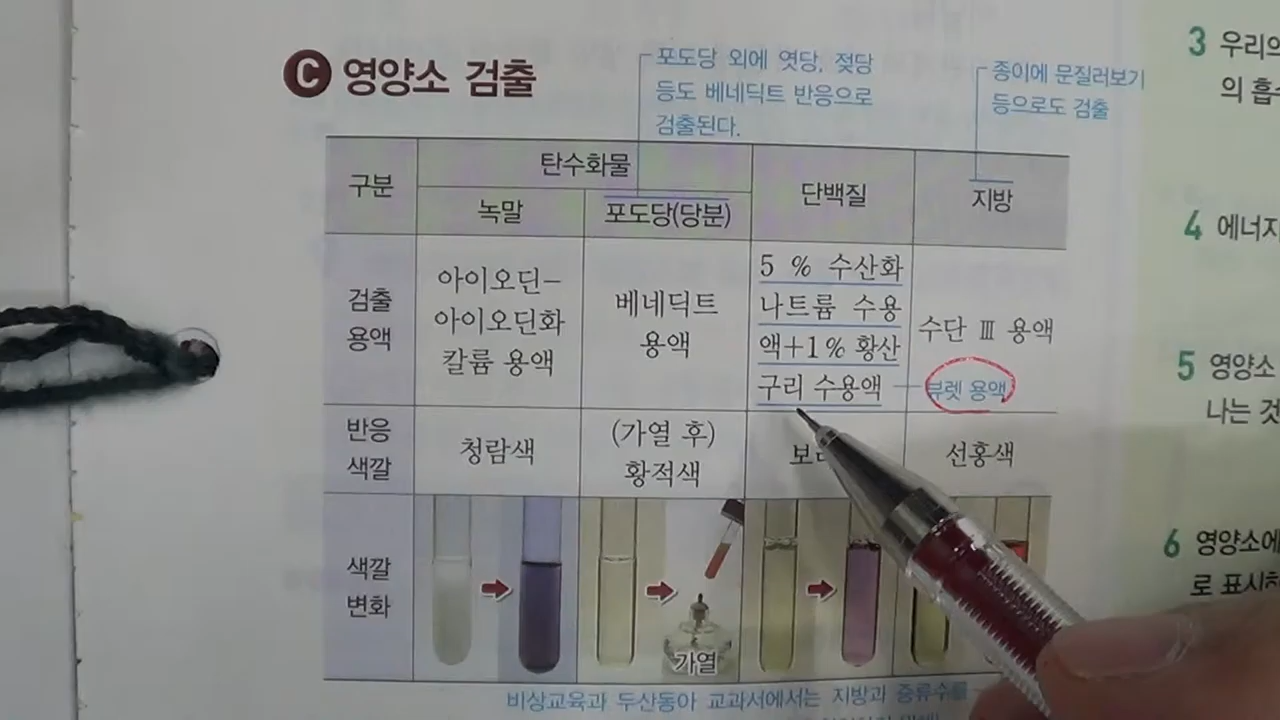 C 영양소 검출
포도당 외에 엿당, 젖당
등도 베네딕트 반응으로
검출된다.
종이에 문질러보기
등으로도 검출
구분
탄수화물
녹말
포도당(당분)
단백질
지방
검출
용액
아이오딘-
아이오딘화
칼륨 용액
베네딕트
용액
5 % 수산화
나트륨 수용
액+1% 황산
구리 수용액
수단 Ⅲ 용액
뷰렛 용액
반응
색깔
청람색
(가열 후)
황적색
선홍색
색깔
변화
가열
비상교육과 두산동아 교과서에서는 지방과 증류수를
3 우리의
의
4
5 영양소
나는 것
6 영양소에
로